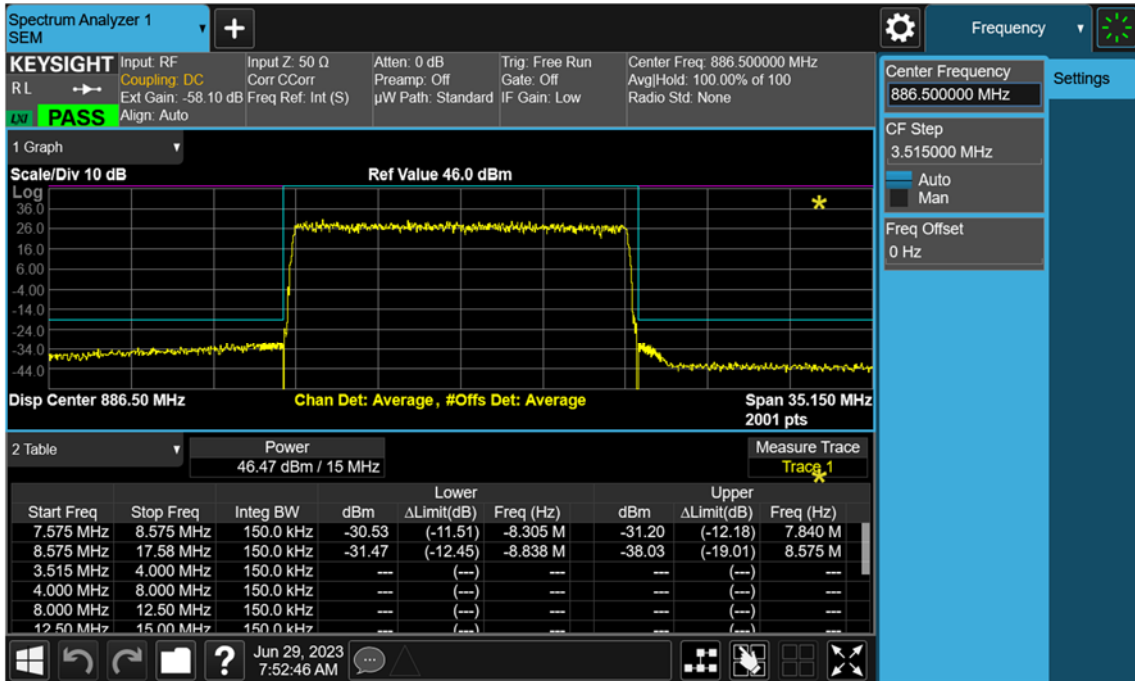 Spectrum Analyzer 1
SEM
Frequency
KEYSIGHT
R L
LXI PASS
Input: RF
Coupling: DC
Ext Gain: -58.10 dB
Align: Auto
Input Z: 50 Ω
Corr CCorr
Freq Ref: Int (S)
Atten: 0 dB
Preamp: Off
µW Path: Standard
Trig: Free Run
Gate: Off
IF Gain: Low
Center Freq: 886.500000 MHz
Avg|Hold: 100.00% of 100
Radio Std: None
Center Frequency
886.500000 MHz
Settings
CF Step
3.515000 MHz
Auto
Man
Freq Offset
0 Hz
1 Graph
Scale/Div 10 dB
Ref Value 46.0 dBm
Log
36.0
26.0
16.0
6.00
-4.00
-14.0
-24.0
-34.0
-44.0
Disp Center 886.50 MHz
Chan Det: Average, #Offs Det: Average
Span 35.150 MHz
2001 pts
2 Table
Power
46.47 dBm / 15 MHz
Measure Trace
Trace 1
Lower Upper
Start Freq Stop Freq Integ BW dBm ΔLimit(dB) Freq (Hz) dBm ΔLimit(dB) Freq (Hz)
7.575 MHz 8.575 MHz 150.0 kHz -30.53 (-11.51) -8.305 M -31.20 (-12.18) 7.840 M
8.575 MHz 17.58 MHz 150.0 kHz -31.47 (-12.45) -8.838 M -38.03 (-19.01) 8.575 M
3.515 MHz 4.000 MHz 150.0 kHz --- (---) --- --- (---) ---
4.000 MHz 8.000 MHz 150.0 kHz --- (---) --- --- (---) ---
8.000 MHz 12.50 MHz 150.0 kHz --- (---) --- --- (---) ---
12.50 MHz 15.00 MHz 150.0 kHz --- (---) --- --- (---) ---
Jun 29, 2023
7:52:46 AM